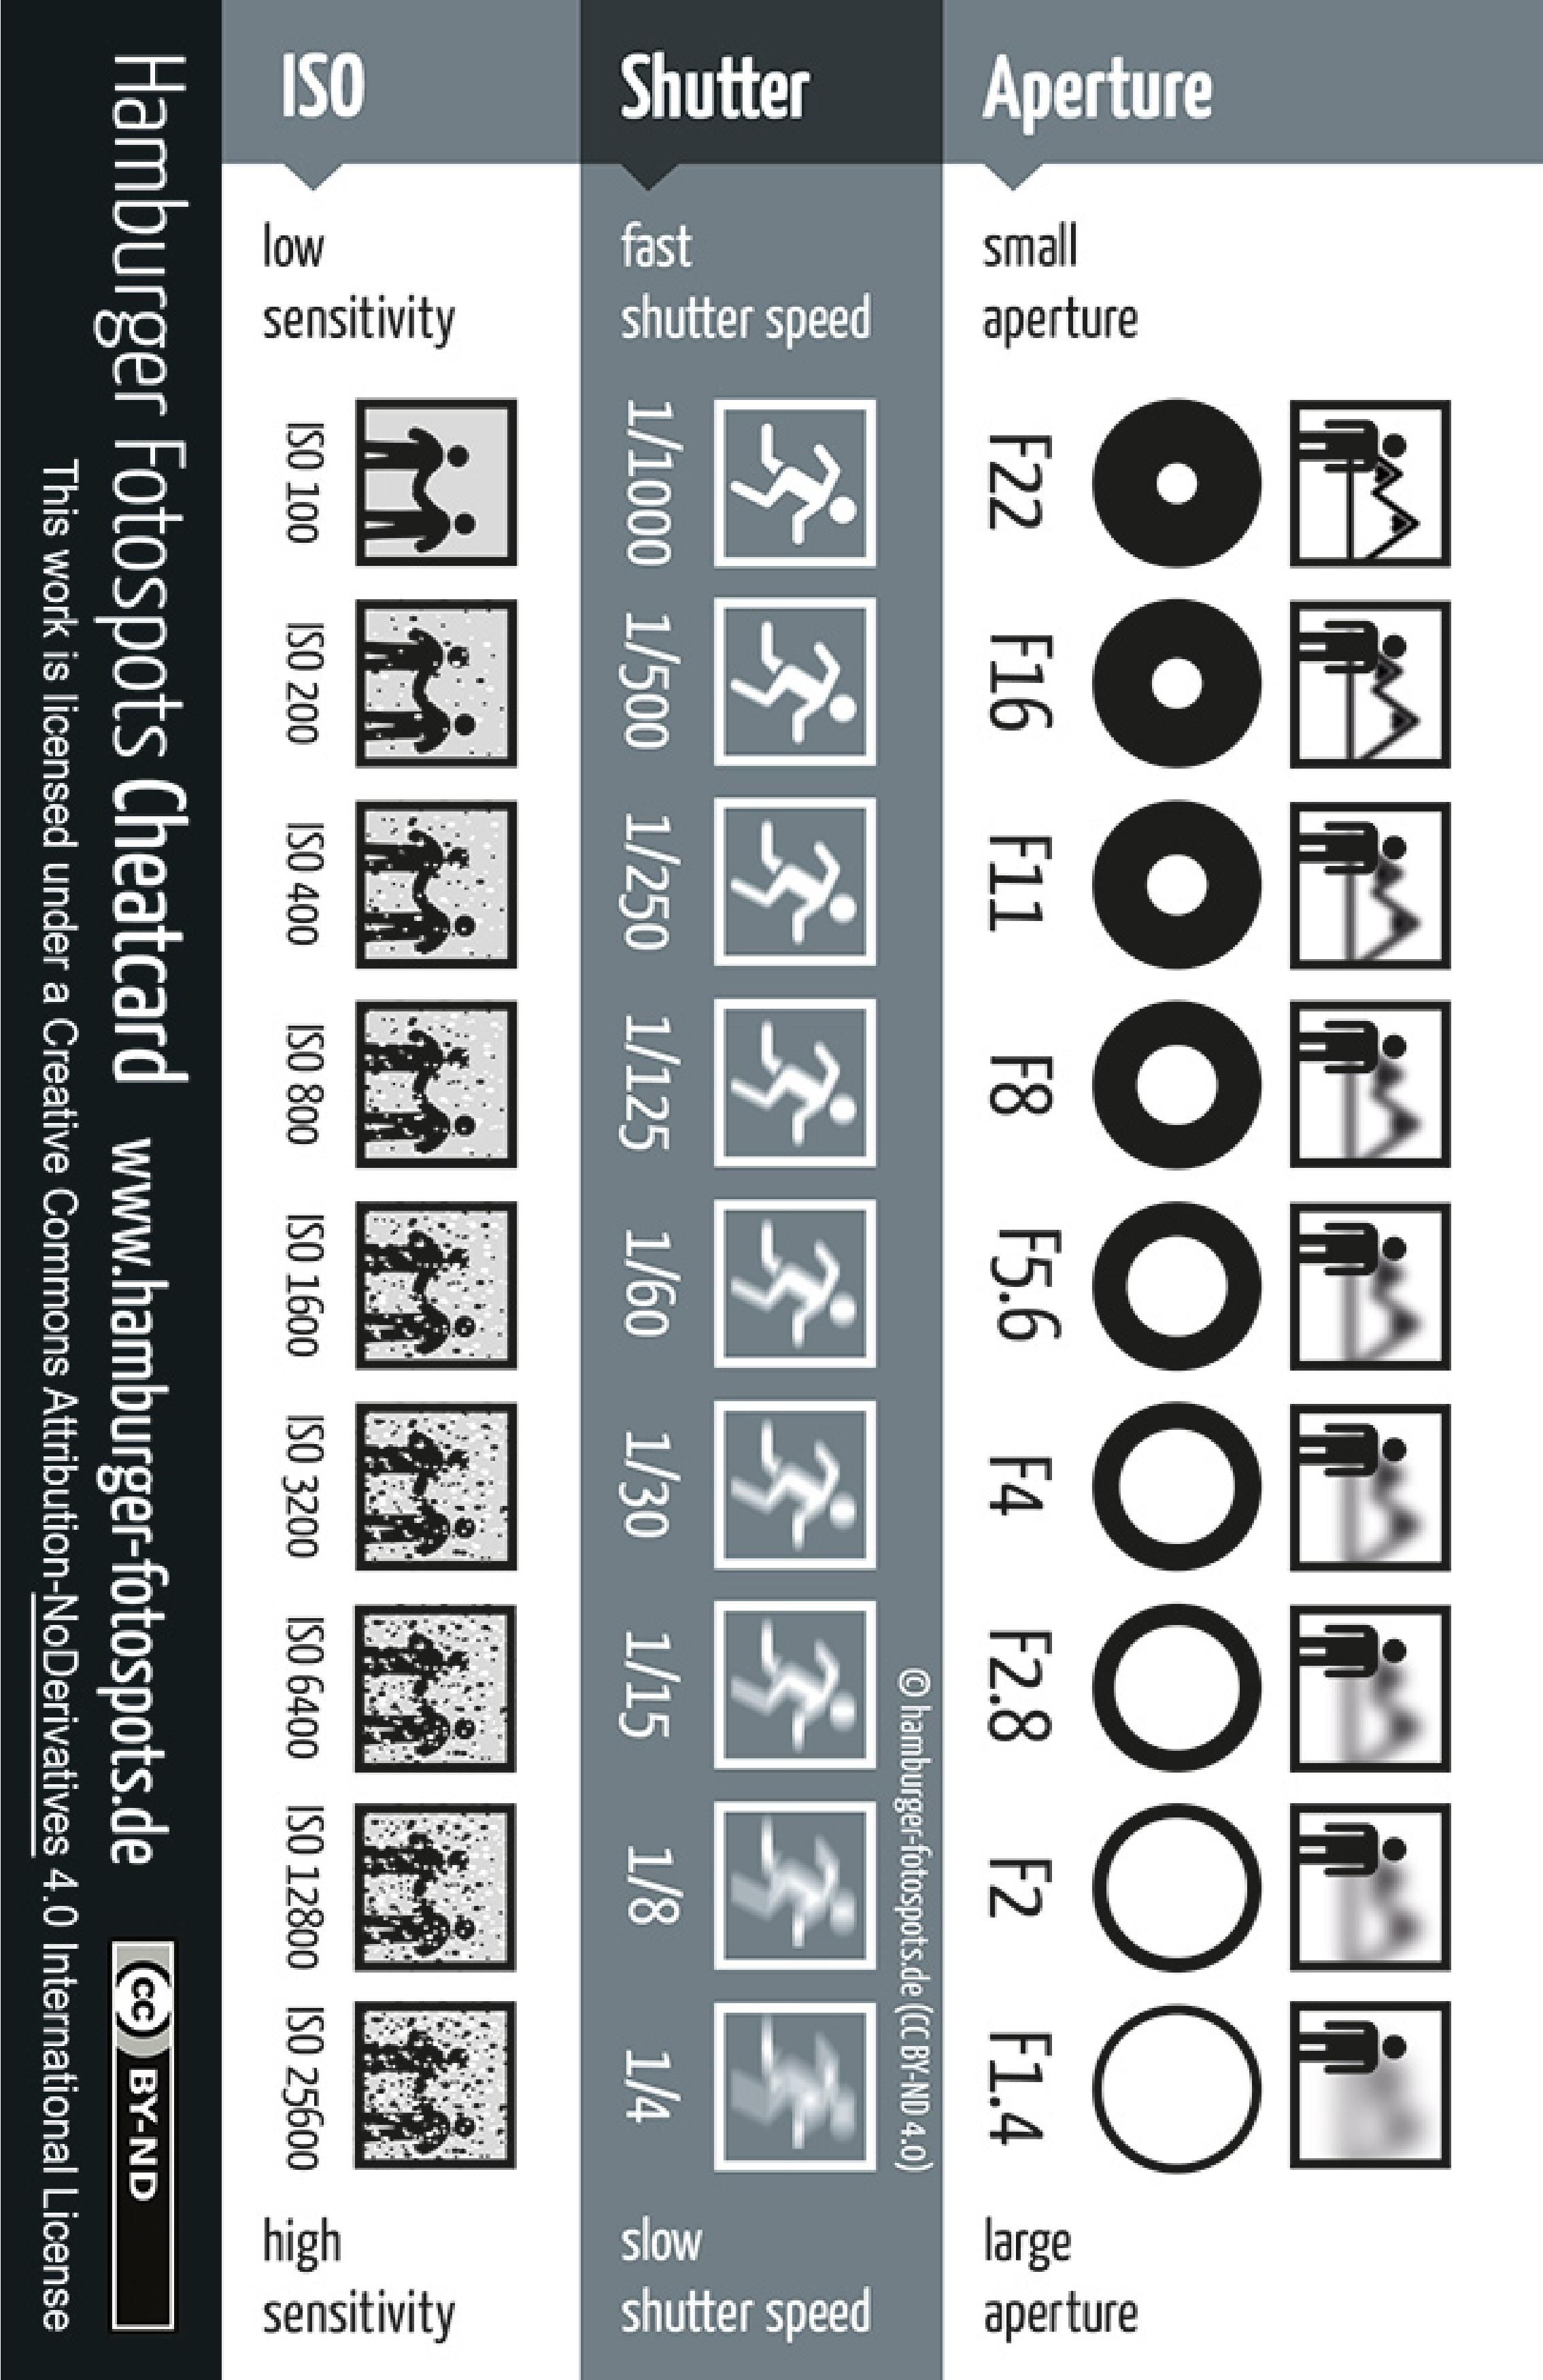 ISO
low
sensitivity
ISO 100
ISO 200
ISO 400
ISO 800
ISO 1600
ISO 3200
ISO 6400
ISO 12800
ISO 25600
high
sensitivity
Shutter
fast
shutter speed
1/1000
1/500
1/250
1/125
1/60
1/30
1/15
1/8
1/4
slow
shutter speed
© hamburger-fotospots.de (CC BY-ND 4.0)
Aperture
small
aperture
F22
F16
F11
F8
F5.6
F4
F2.8
F2
F1.4
large
aperture
Hamburger Fotospots Cheatcard www.hamburger-fotospots.de
cc BY-ND
This work is licensed under a Creative Commons Attribution-NoDerivatives 4.0 International License